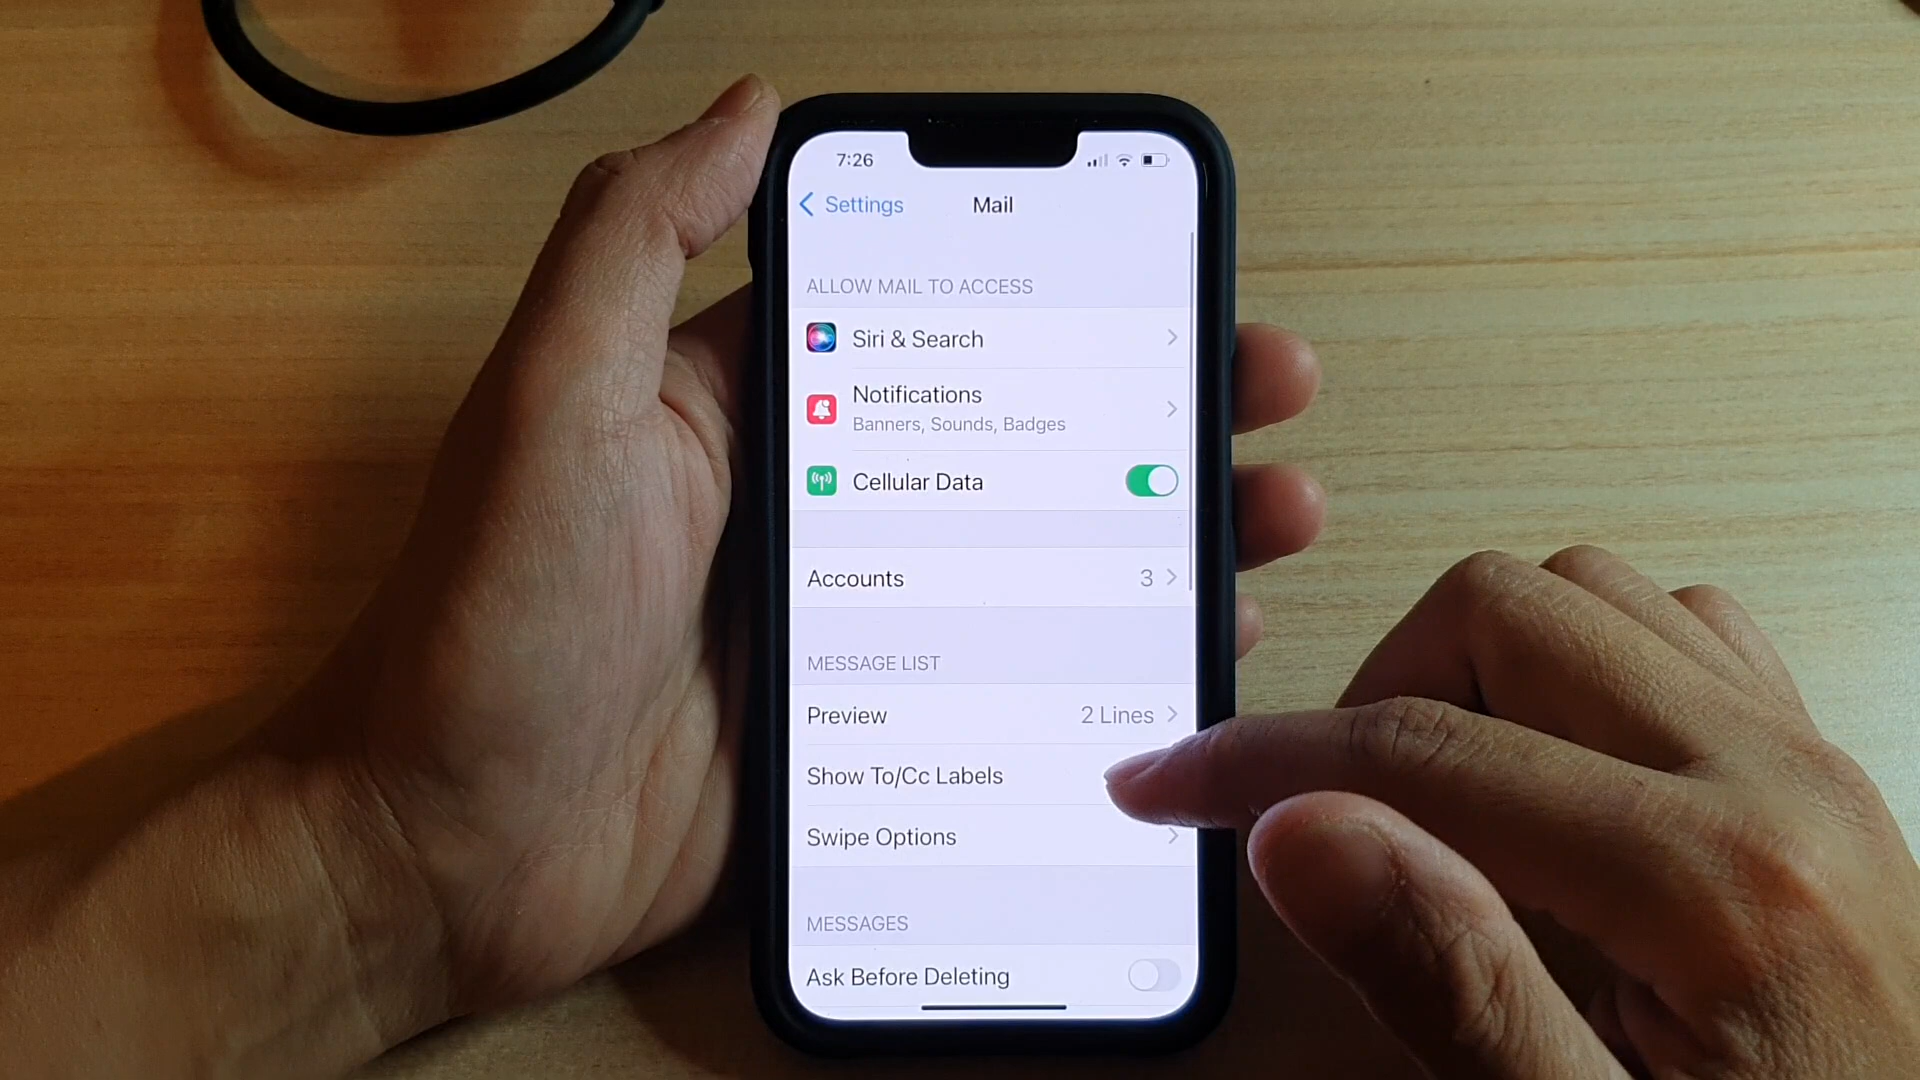 7:26
Settings
Mail
ALLOW MAIL TO ACCESS
Siri & Search
Notifications
Banners, Sounds, Badges
Cellular Data
Accounts 3
MESSAGE LIST
Preview 2 Lines
Show To/Cc Labels
Swipe Options
MESSAGES
Ask Before Deleting